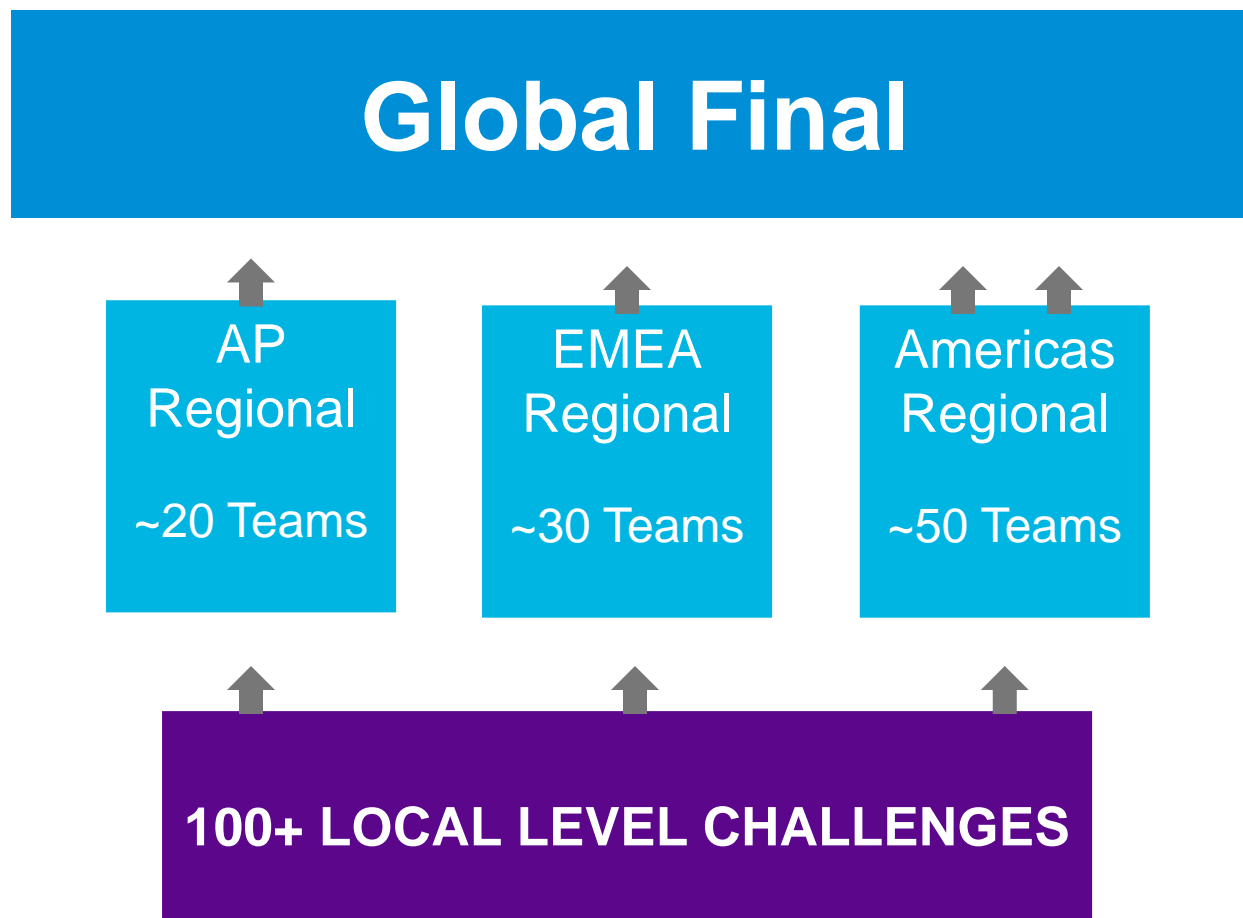 Global Final
AP
Regional
~20 Teams
EMEA
Regional
~30 Teams
Americas
Regional
~50 Teams
100+ LOCAL LEVEL CHALLENGES